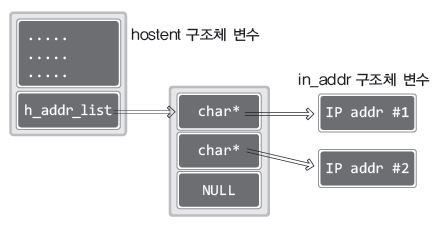 hostent 구조체 변수
.....
.....
.....
h_addr_list
in_addr 구조체 변수
char*
IP addr #1
char*
IP addr #2
NULL